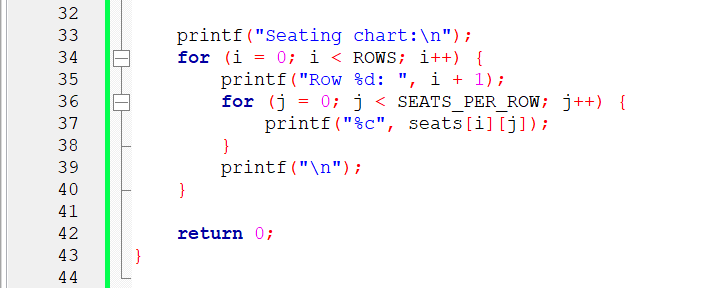 32
33 printf("Seating chart:\n");
34 for (i = 0; i < ROWS; i++) {
35 printf("Row %d: ", i + 1);
36 for (j = 0; j < SEATS_PER_ROW; j++) {
37 printf("%c", seats[i][j]);
38 }
39 printf("\n");
40 }
41
42 return 0;
43 }
44